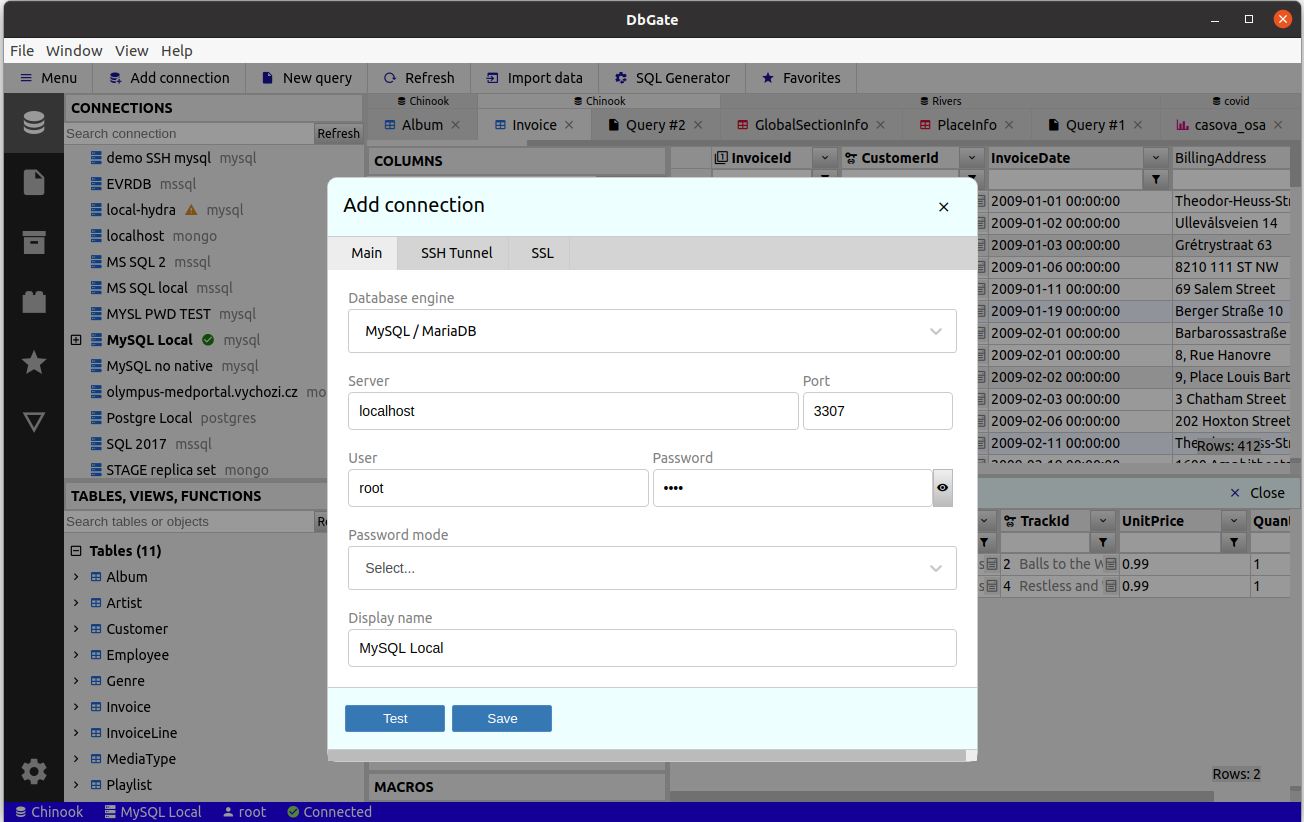 DbGate
File Window View Help
Menu Add connection New query Refresh Import data SQL Generator Favorites
CONNECTIONS
Search connection Refresh
demo SSH mysql mysql
EVRDB mssql
local-hydra mysql
localhost mongo
MS SQL 2 mssql
MS SQL local mssql
MYSL PWD TEST mysql
MySQL Local mysql
MySQL no native mysql
olympus-medportal.vychozi.cz mo
Postgre Local postgres
SQL 2017 mssql
STAGE replica set mongo
TABLES, VIEWS, FUNCTIONS
Search tables or objects Re
Tables (11)
Album
Artist
Customer
Employee
Genre
Invoice
InvoiceLine
MediaType
Playlist
Chinook Chinook Rivers covid
Album Invoice Query #2 GlobalSectionInfo PlaceInfo Query #1 casova_osa
COLUMNS
InvoiceId CustomerId InvoiceDate BillingAddress
2009-01-01 00:00:00 Theodor-Heuss-Str
2009-01-02 00:00:00 Ullevålsveien 14
2009-01-03 00:00:00 Grétrystraat 63
2009-01-06 00:00:00 8210 111 ST NW
2009-01-11 00:00:00 69 Salem Street
2009-01-19 00:00:00 Berger Straße 10
2009-02-01 00:00:00 Barbarossastraße
2009-02-01 00:00:00 8, Rue Hanovre
2009-02-02 00:00:00 9, Place Louis Bart
2009-02-03 00:00:00 3 Chatham Street
2009-02-06 00:00:00 202 Hoxton Street
2009-02-11 00:00:00
Rows: 412
Add connection
Main SSH Tunnel SSL
Database engine
MySQL / MariaDB
Server Port
localhost 3307
User Password
root ••••
Password mode
Select...
Display name
MySQL Local
Test Save
Close
TrackId UnitPrice Quant
s 2 Balls to the W 0.99 1
s 4 Restless and 0.99 1
Rows: 2
MACROS
Chinook MySQL Local root Connected